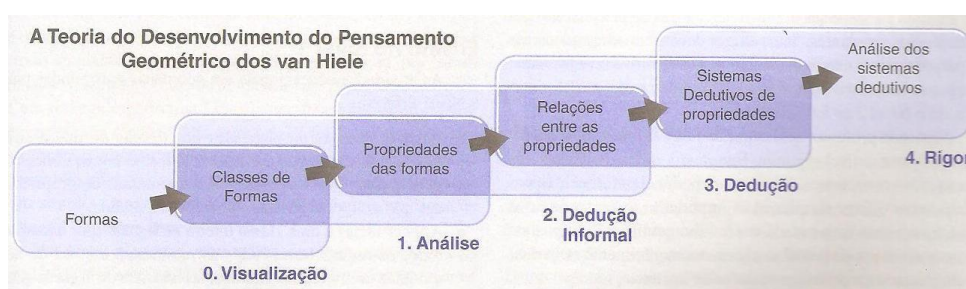 A Teoria do Desenvolvimento do Pensamento
Geométrico dos van Hiele
Formas
Classes de
Formas
Propriedades
das formas
Relações
entre as
propriedades
Sistemas
Dedutivos de
propriedades
Análise dos
sistemas
dedutivos
0. Visualização
1. Análise
2. Dedução
Informal
3. Dedução
4. Rigo